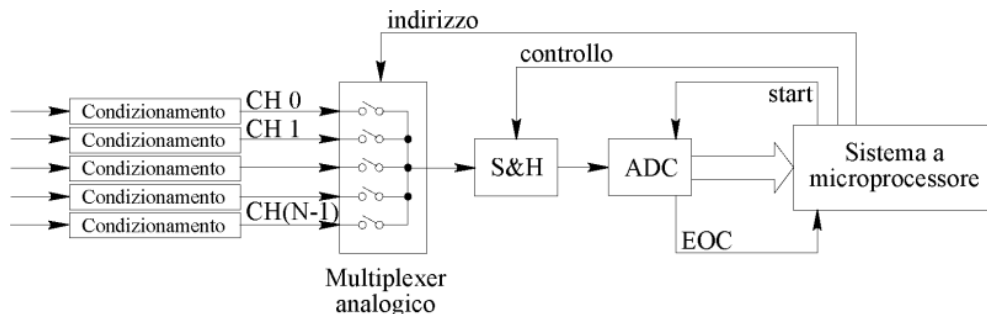 indirizzo
controllo
start
Condizionamento
CH 0
Condizionamento
CH 1
Condizionamento
Condizionamento
Condizionamento
CH(N-1)
S&H
ADC
Sistema a
microprocessore
EOC
Multiplexer
analogico